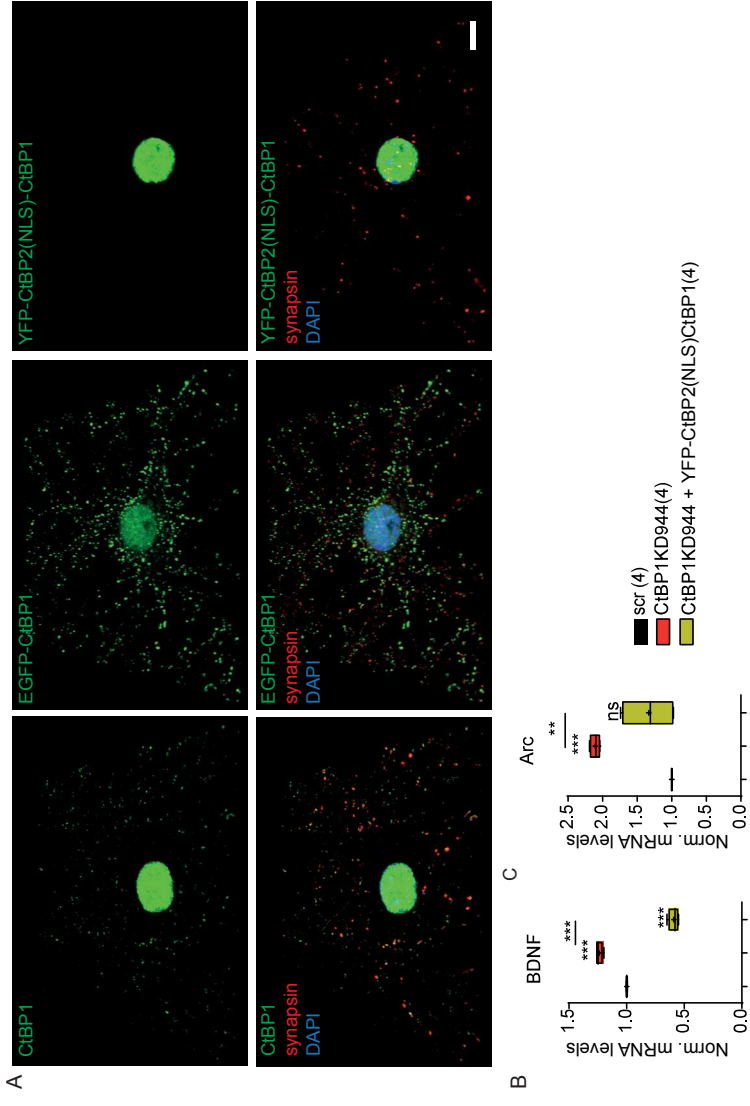 A
CtBP1
EGFP-CtBP1
YFP-CtBP2(NLS)-CtBP1
CtBP1
synapsin
DAPI
EGFP-CtBP1
synapsin
DAPI
YFP-CtBP2(NLS)-CtBP1
synapsin
DAPI
B
BDNF
Norm. mRNA levels
1.5
1.0
0.5
0.0
***
***
***
C
Arc
Norm. mRNA levels
2.5
2.0
1.5
1.0
0.5
0.0
**
***
ns
scr (4)
CtBP1KD944(4)
CtBP1KD944 + YFP-CtBP2(NLS)CtBP1(4)